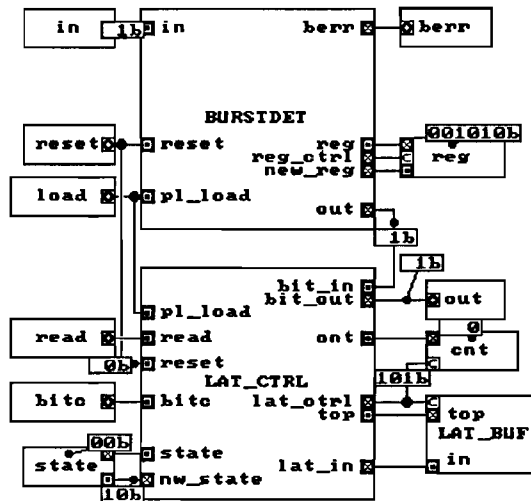 in 1b in berr berr
BURSTDET
001010b
reset reset reg reg
reg_ctrl
new_reg
load pl_load
out
1b
1b
bit_in
bit_out out
pl_load
0
read read cnt cnt
0b reset
LAT_CTRL 101b
bitc bitc lat_ctrl
top top LAT_BUF
00b
state state
lat_in in
10b nw_state